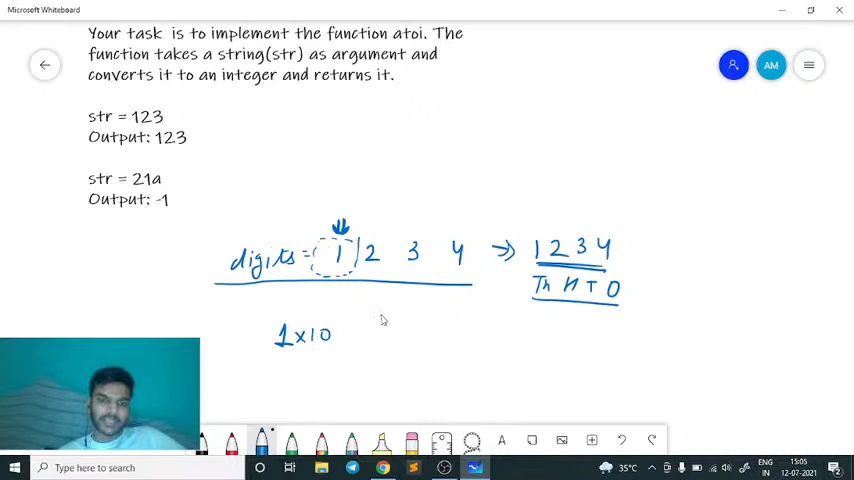 Microsoft Whiteboard
Your task is to implement the function atoi. The
function takes a string(str) as argument and
converts it to an integer and returns it.
AM
str = 123
Output: 123
str = 21a
Output: -1
digits = 1 2 3 4 => 1 2 3 4
Th H T O
1x10
A
Type here to search
35°C
ENG
IN
15:05
12-07-2021
2